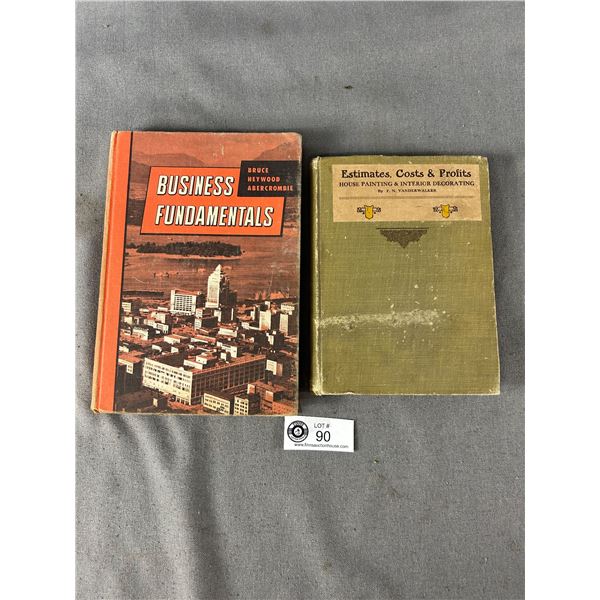 BRUCE
HEYWOOD
ABERCROMBIE
BUSINESS
FUNDAMENTALS
Estimates, Costs & Profits
HOUSE PAINTING & INTERIOR DECORATING
By F. N. VANDERWALKER
LOT #
90